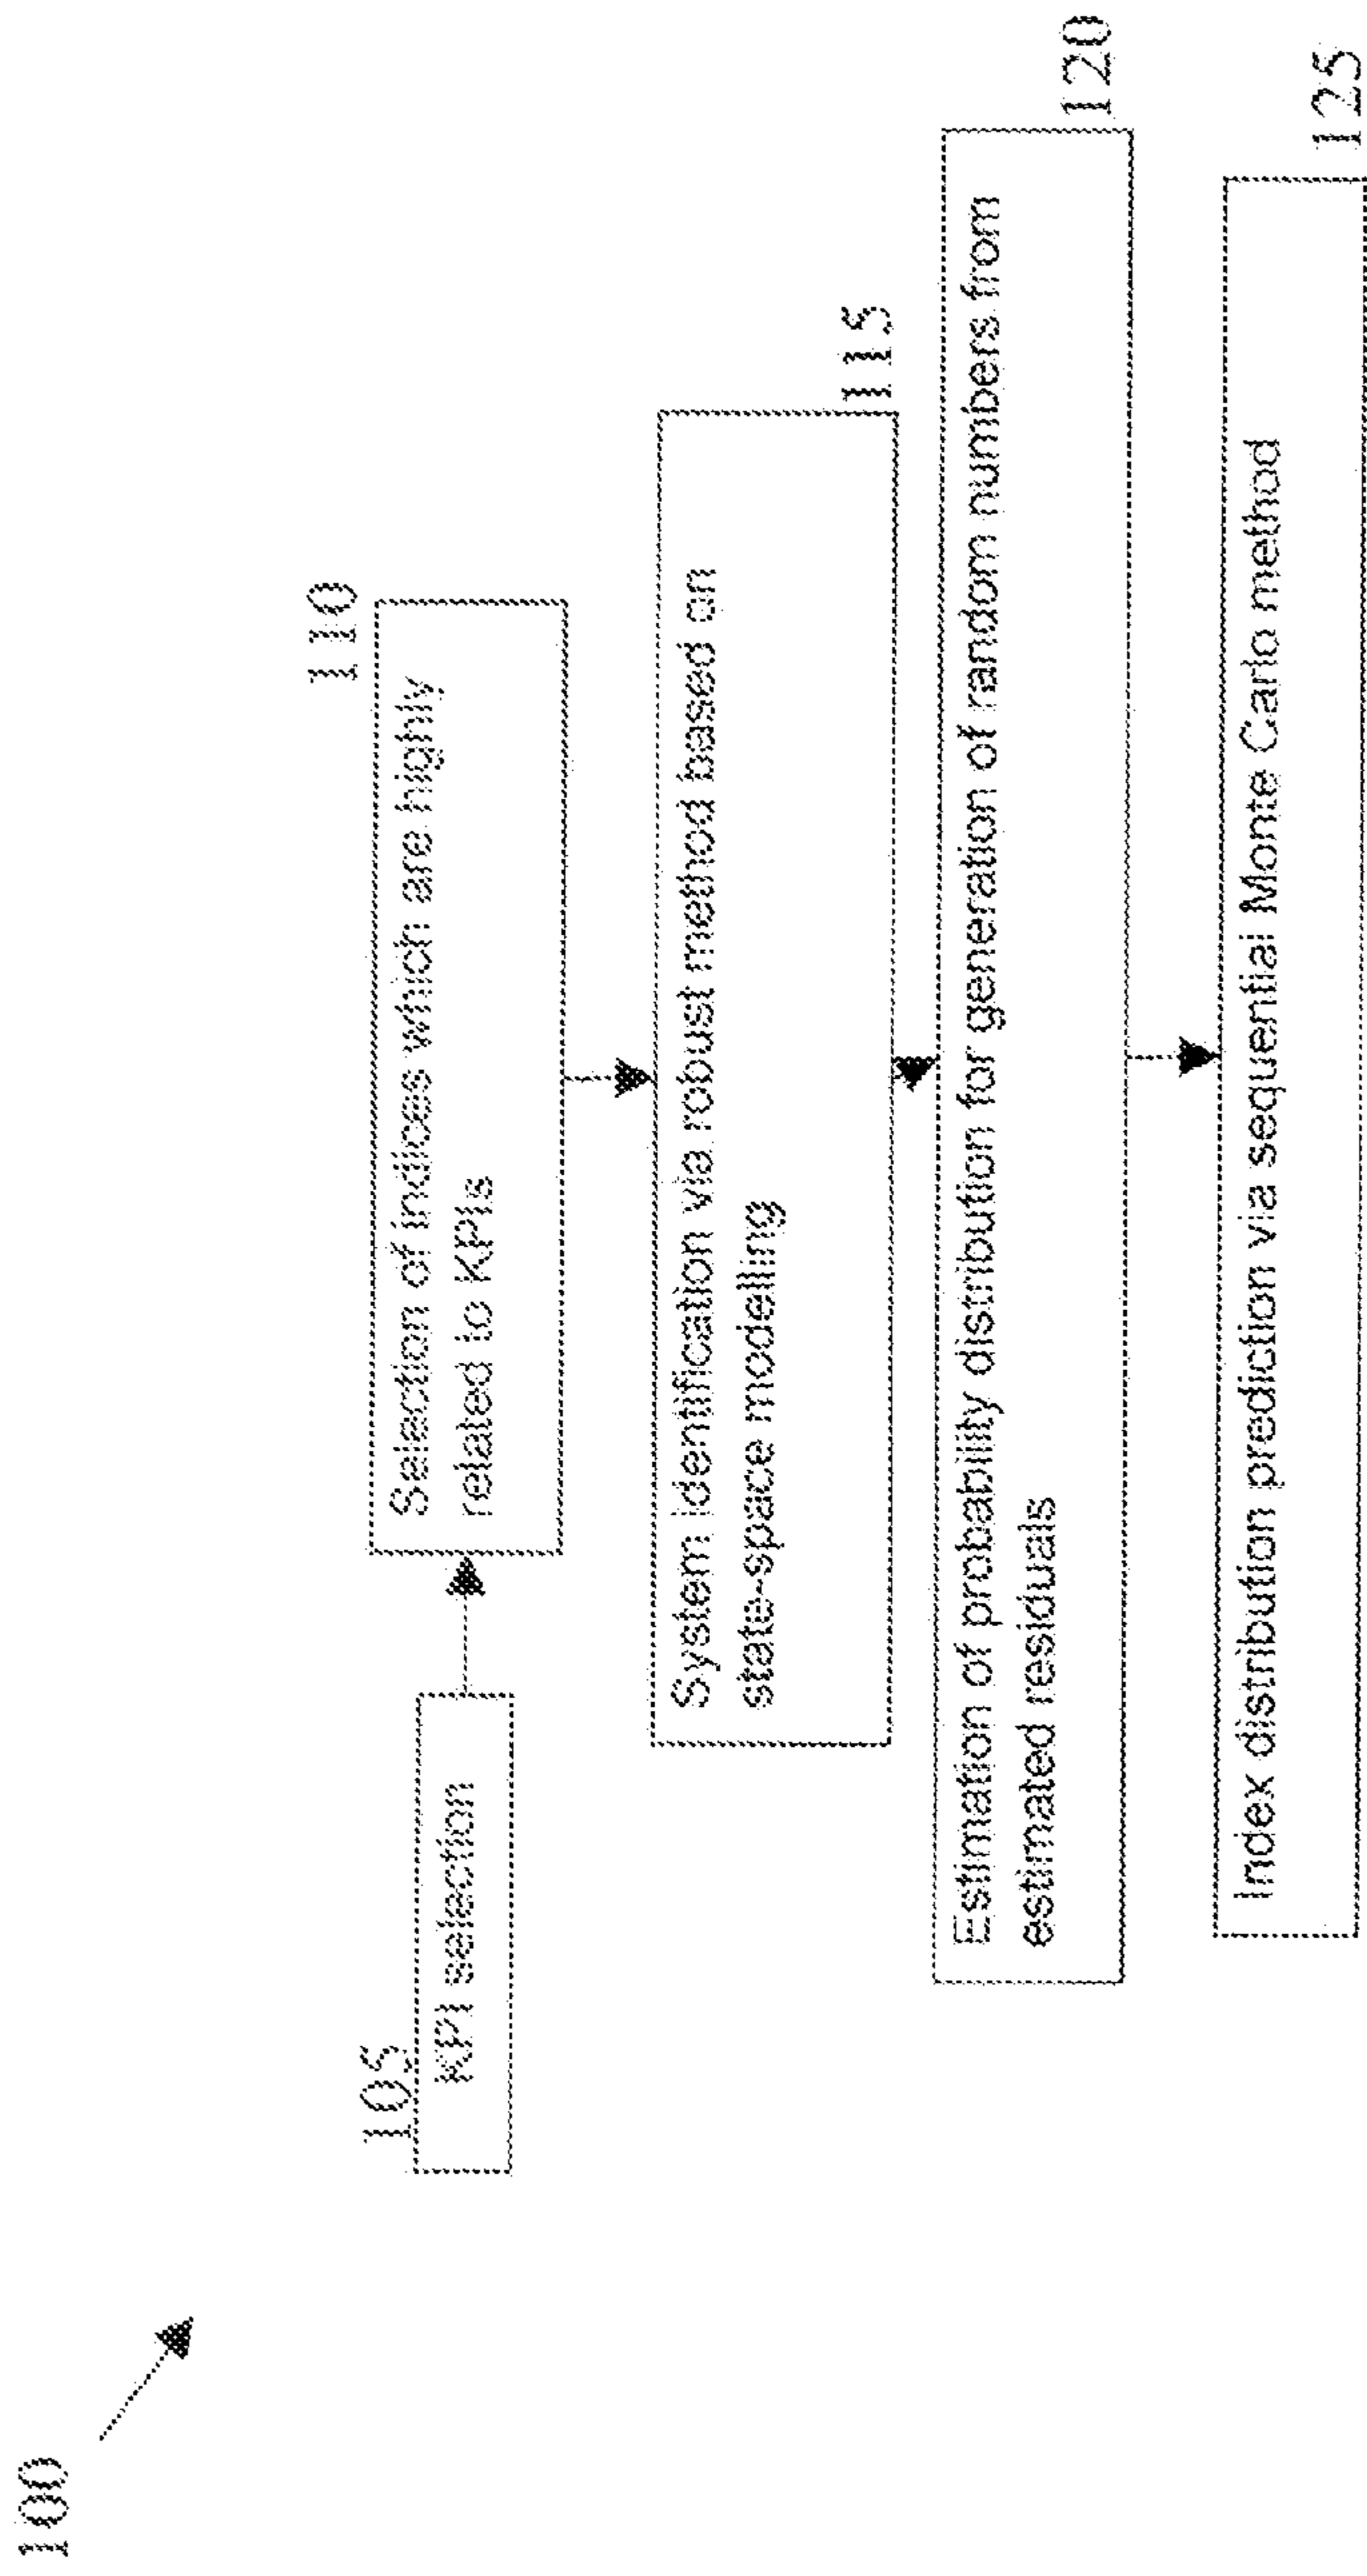 100
105
KPI selection
110
Selection of indices which are highly
related to KPIs
115
System Identification via robust method based on
state-space modelling
120
Estimation of probability distribution for generation of random numbers from
estimated residuals
125
Index distribution prediction via sequential Monte Carlo method